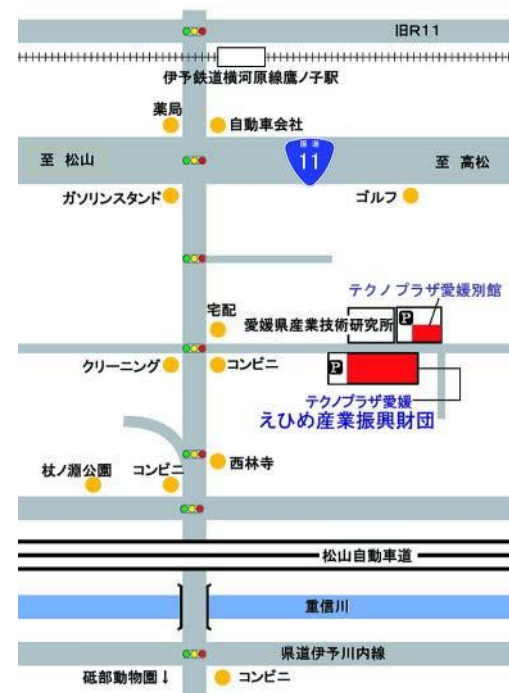 旧R11
伊予鉄道横河原線鷹ノ子駅
薬局
自動車会社
至 松山
国道
11
至 高松
ガソリンスタンド
ゴルフ
テクノ プラザ愛媛別館
宅配
愛媛県産業技術研究所
P
クリーニング
コンビニ
P
テクノプラザ愛媛
えひめ産業振興財団
杖ノ淵公園
コンビニ
西林寺
松山自動車道
重信川
県道伊予川内線
砥部動物園↓
コンビニ